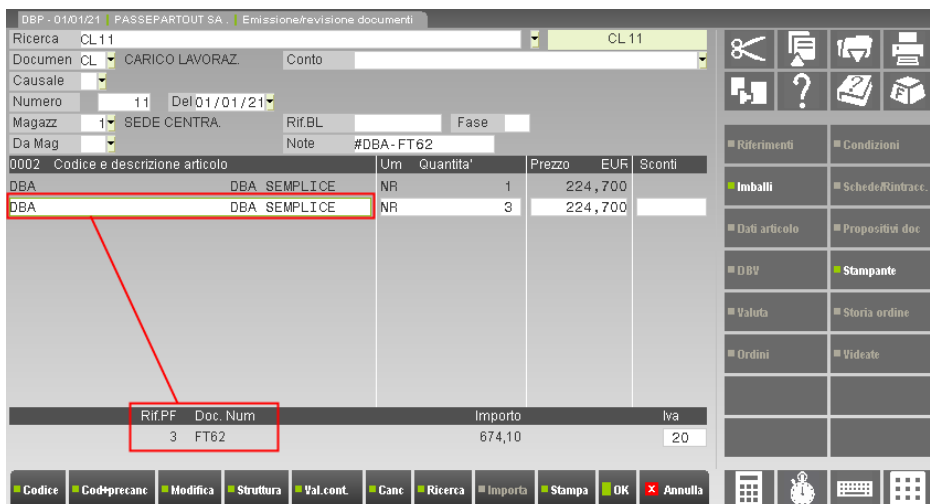 DBP - 01/01/21 PASSEPARTOUT SA . Emissione/revisione documenti
Ricerca CL11 CL11
Documen CL CARICO LAVORAZ. Conto
Causale
Numero 11 Del 01/01/21
Magazz 1 SEDE CENTRA. Rif.BL Fase
Da Mag Note #DBA-FT62
0002 Codice e descrizione articolo Um Quantita' Prezzo EUR Sconti
DBA DBA SEMPLICE NR 1 224,700
DBA DBA SEMPLICE NR 3 224,700
Rif.PF Doc. Num Importo Iva
3 FT62 674,10 20
Codice Cod+precanc Modifica Struttura Val.cont. Canc Ricerca Importa Stampa OK X Annulla
Riferimenti Condizioni
Imballi Schede/Rintracc.
Dati articolo Propositivi doc
DBV Stampante
Valuta Storia ordine
Ordini Videate